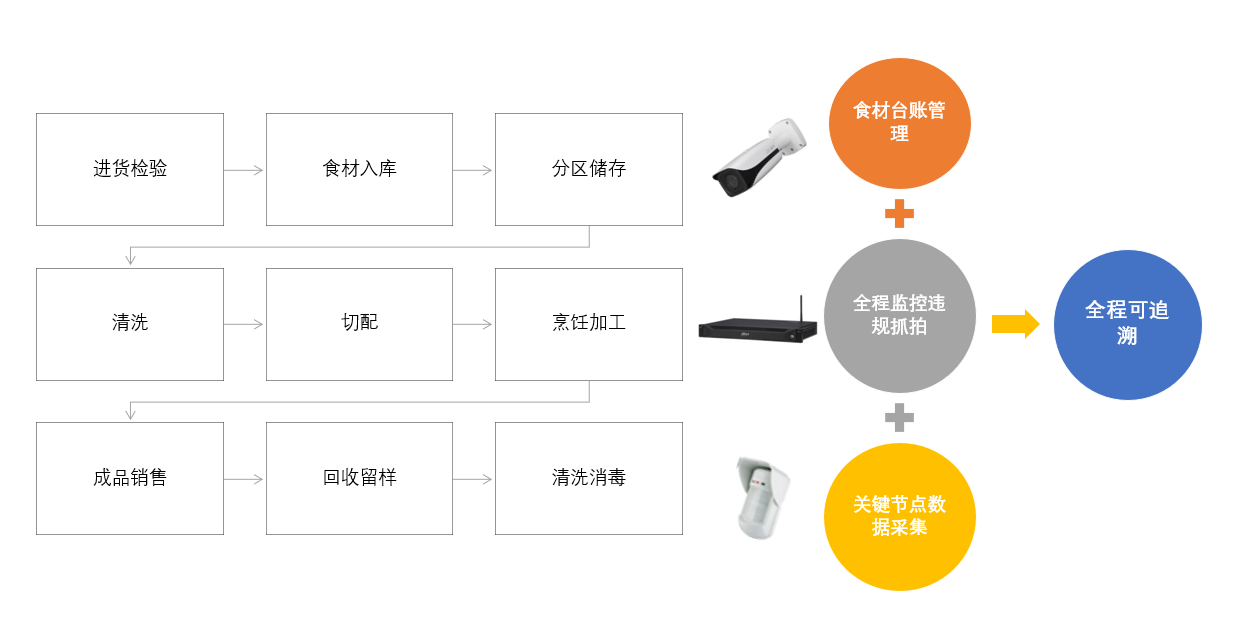 进货检验
食材入库
分区储存
清洗
切配
烹饪加工
成品销售
回收留样
清洗消毒
食材台账管
理
全程监控违
规抓拍
关键节点数
据采集
全程可追
溯